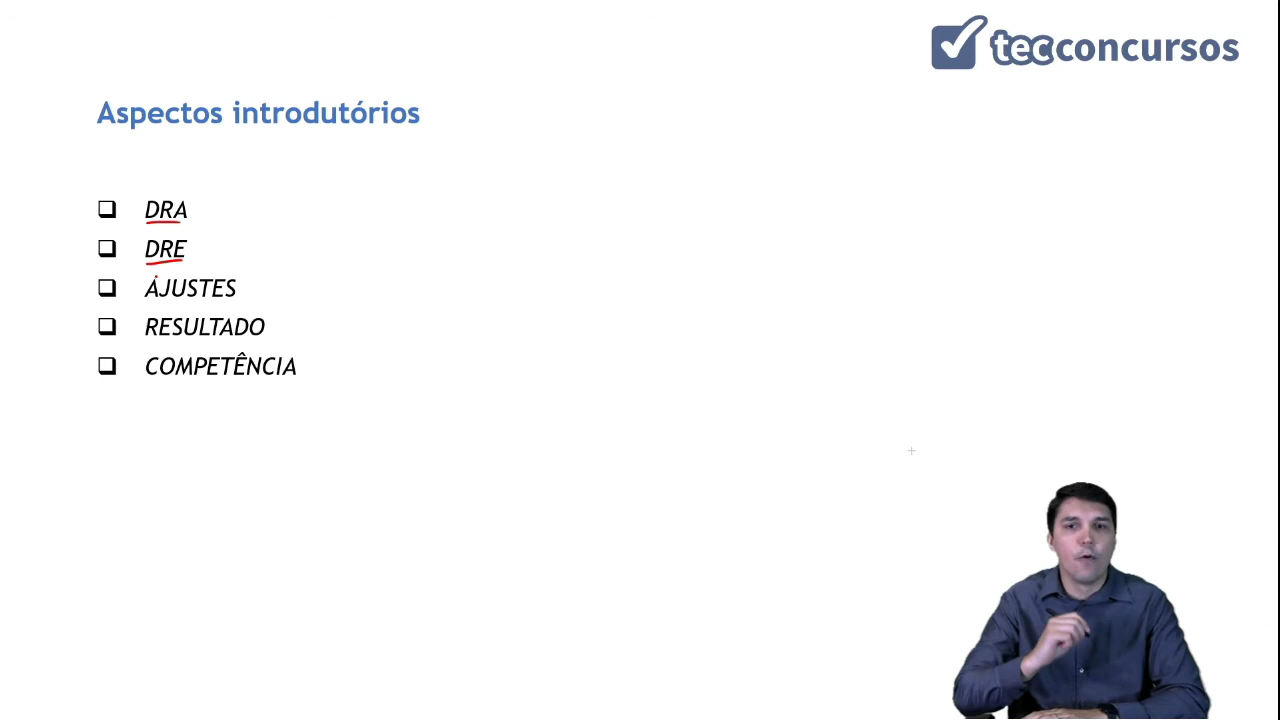 tecconcursos
Aspectos introdutórios
DRA
DRE
AJUSTES
RESULTADO
COMPETÊNCIA